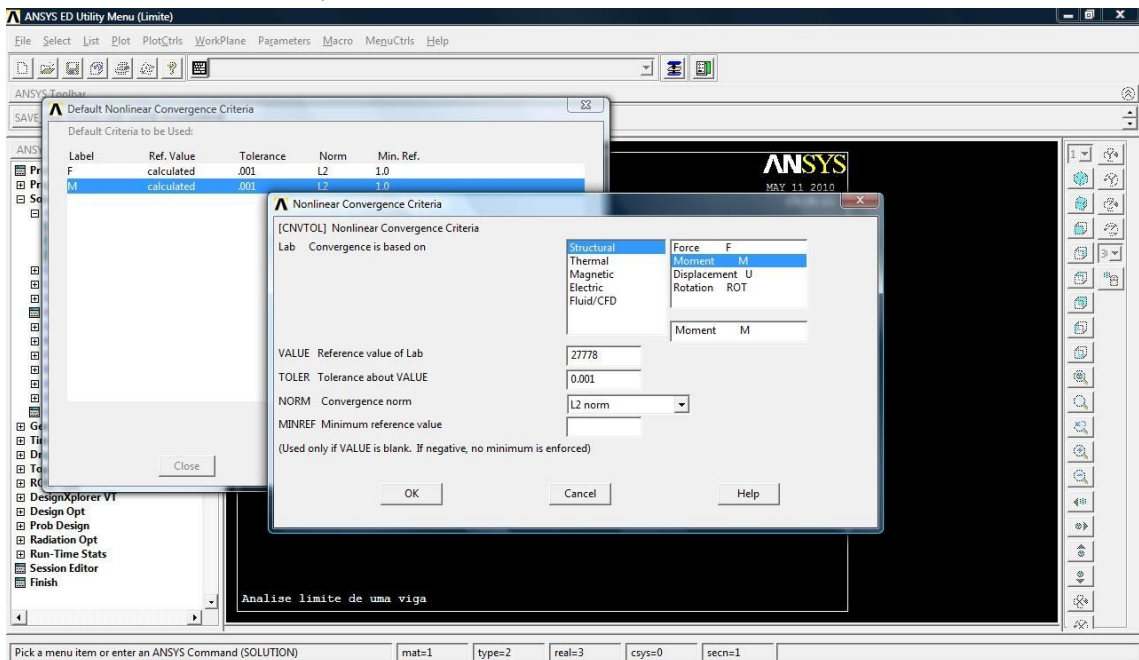 ANSYS ED Utility Menu (Limite)
File Select List Plot PlotCtrls WorkPlane Parameters Macro MenuCtrls Help
ANSYS Toolbar
SAVE
Default Nonlinear Convergence Criteria
Default Criteria to be Used:
Label Ref. Value Tolerance Norm Min. Ref.
F calculated .001 L2 1.0
M calculated .001 L2 1.0
ANSYS
MAY 11 2010
Nonlinear Convergence Criteria
[CNVTOL] Nonlinear Convergence Criteria
Lab Convergence is based on
Structural
Thermal
Magnetic
Electric
Fluid/CFD
Force F
Moment M
Displacement U
Rotation ROT
Moment M
VALUE Reference value of Lab 27778
TOLER Tolerance about VALUE 0.001
NORM Convergence norm L2 norm
MINREF Minimum reference value
(Used only if VALUE is blank. If negative, no minimum is enforced)
OK Cancel Help
Close
DesignXplorer VT
Design Opt
Prob Design
Radiation Opt
Run-Time Stats
Session Editor
Finish
Analise limite de uma viga
1
3
Pick a menu item or enter an ANSYS Command (SOLUTION) mat=1 type=2 real=3 csys=0 secn=1